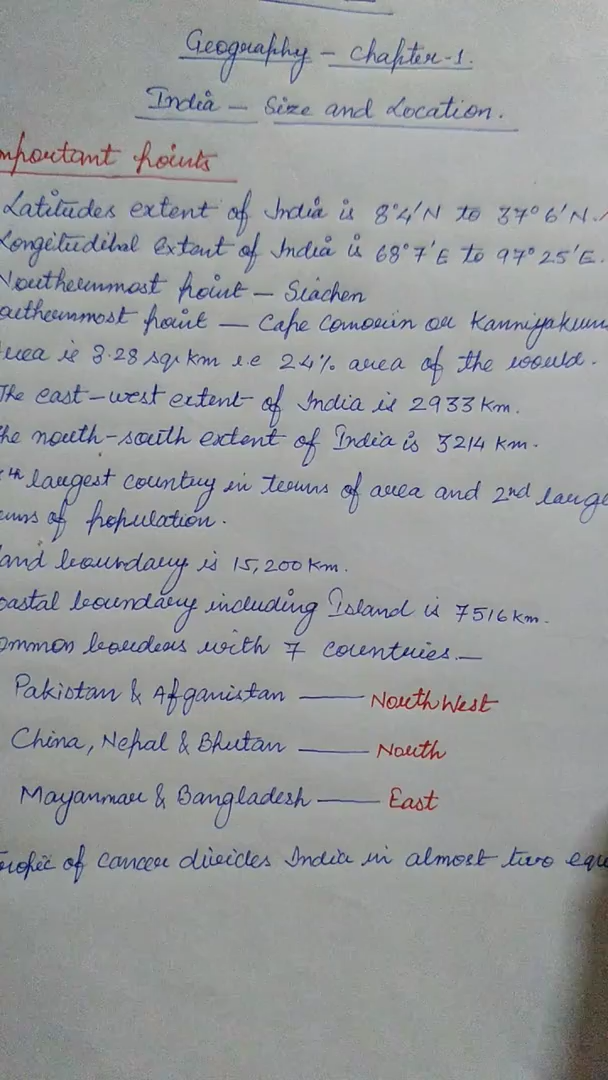 Geography - Chapter-1.
India - Size and Location.
mportant points
Latitudes extent of India is 8°4'N to 37°6'N.
Longitudihal extent of India is 68°7'E to 97°25'E.
Northernmost point - Siachen
outhernmost point - Cape Comorin or Kanniyakum
rea is 3.28 sq. km i.e 2.4% area of the world.
The east-west extent of India is 2933 km.
he north-south extent of India is 3214 km.
th largest country in terms of area and 2nd large
erms of population.
and boundary is 15,200 km.
oastal boundary including Island is 7516 km.
ommon borders with 7 countries -
Pakistan & Afganistan - North West
China, Nepal & Bhutan - North
Mayanmar & Bangladesh - East
ropic of cancer divides India in almost two equ